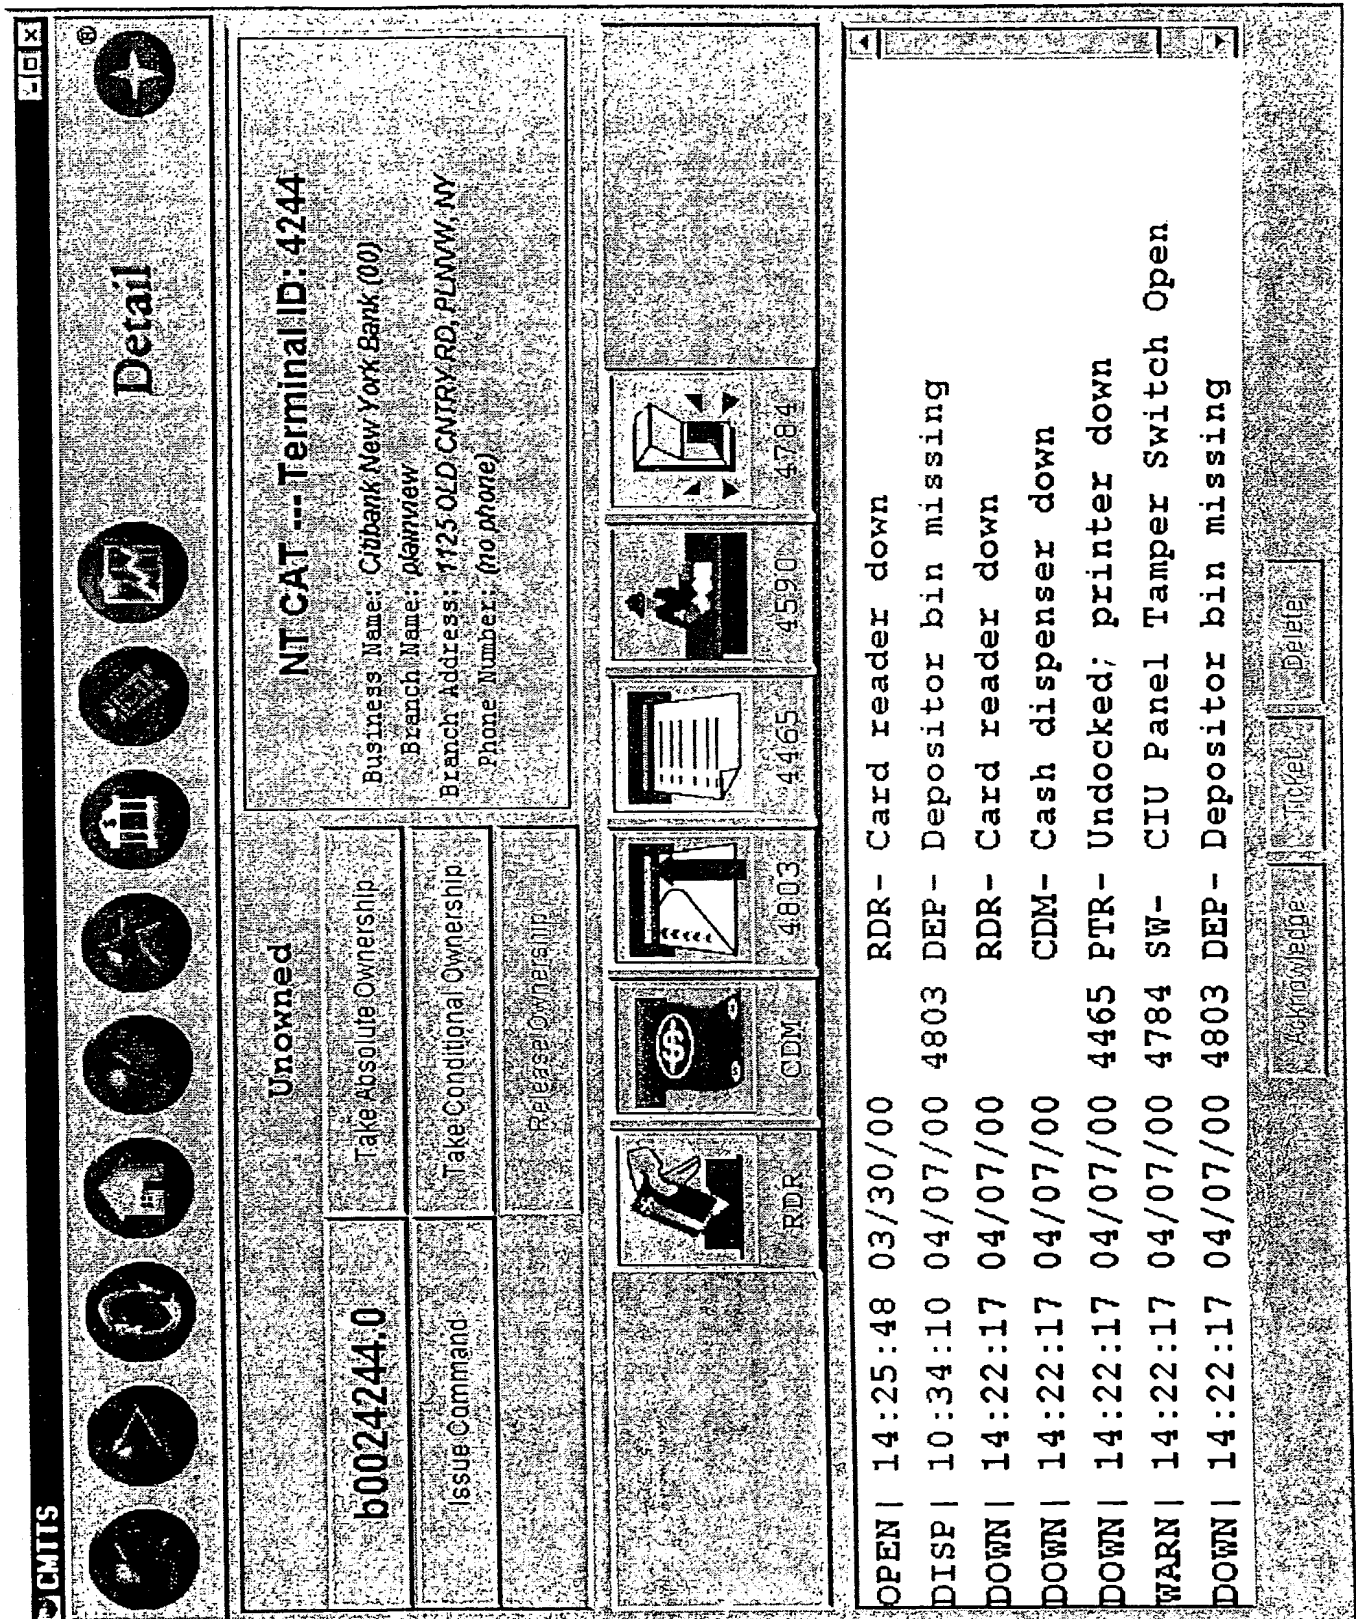 CMTTS
Detail
®
Unowned
b0024244.0
Take Absolute Ownership
Issue Command
Take Conditional Ownership
Release Ownership
NT CAT --- Terminal ID: 4244
Business Name: Citibank New York Bank (00)
Branch Name: plainview
Branch Address: 1125 OLD CNTRY RD, PLNVW, NY
Phone Number: (no phone)
RDR
CDM
4803
4465
4590
4784
OPEN| 14:25:48 03/30/00 RDR- Card reader down
DISP| 10:34:10 04/07/00 4803 DEP- Depositor bin missing
DOWN| 14:22:17 04/07/00 RDR- Card reader down
DOWN| 14:22:17 04/07/00 CDM- Cash dispenser down
DOWN| 14:22:17 04/07/00 4465 PTR- Undocked; printer down
WARN| 14:22:17 04/07/00 4784 SW- CIU Panel Tamper Switch Open
DOWN| 14:22:17 04/07/00 4803 DEP- Depositor bin missing
Acknowledge
Ticket
Delete